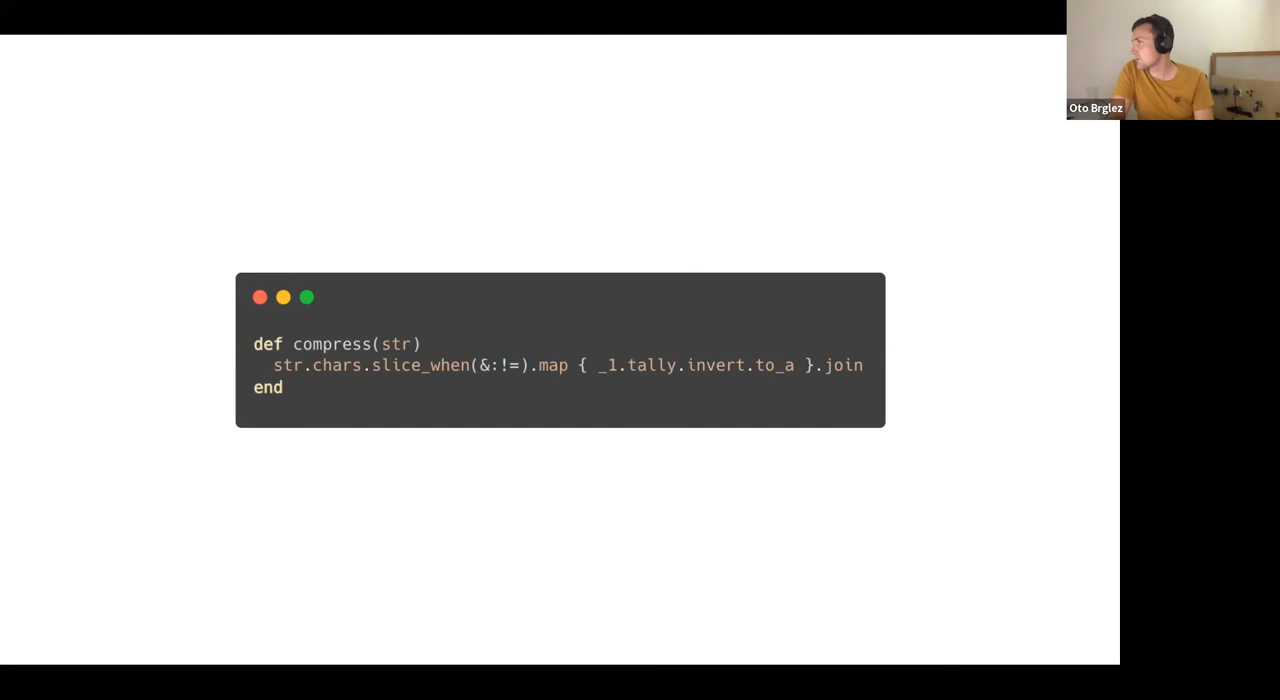 Oto Brglez
def compress(str)
  str.chars.slice_when(&:!=).map { _1.tally.invert.to_a }.join
end